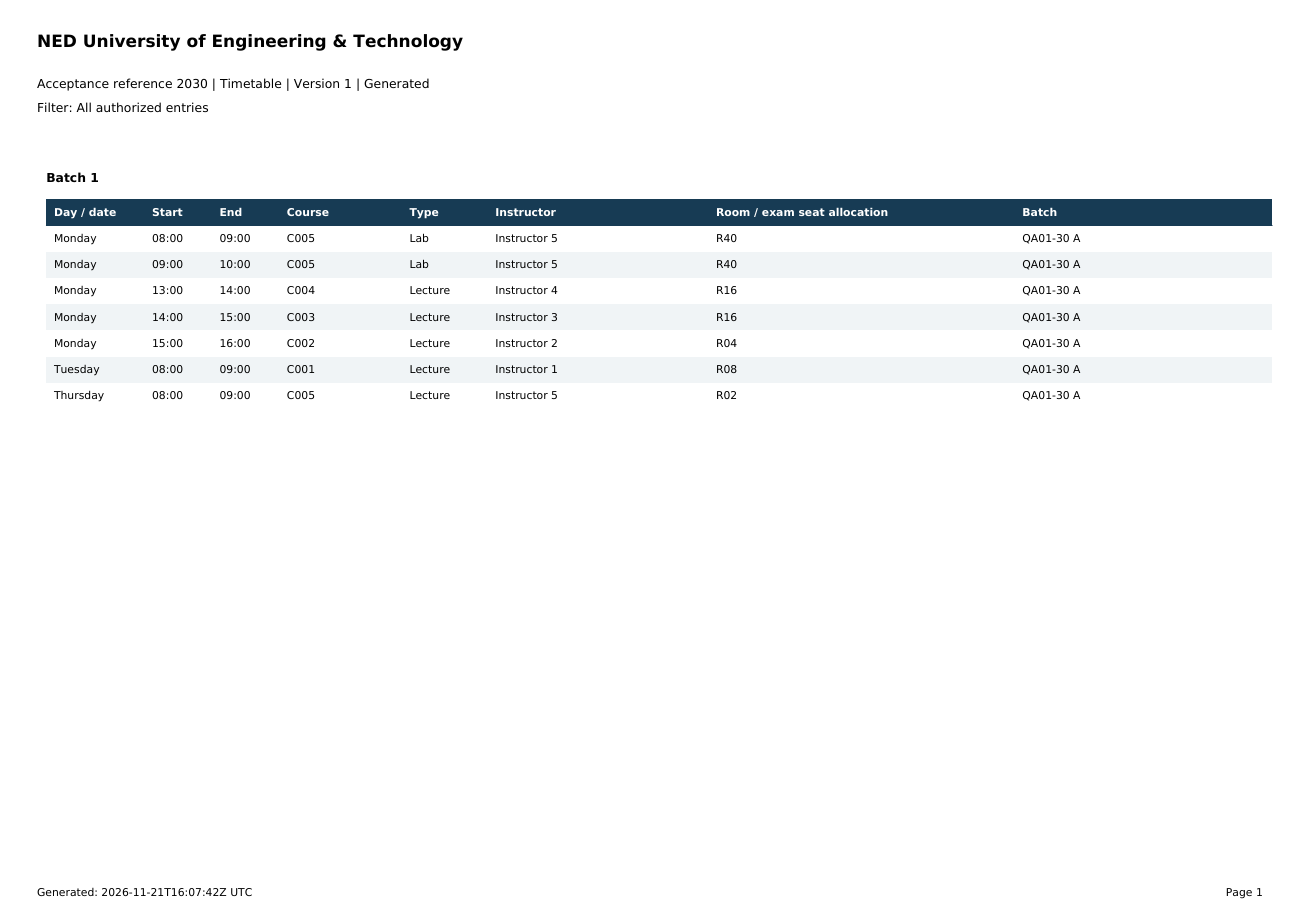 NED University of Engineering & Technology
Acceptance reference 2030 | Timetable | Version 1 | Generated
Filter: All authorized entries
Batch 1
Day / date Start End Course Type Instructor Room / exam seat allocation Batch
Monday 08:00 09:00 C005 Lab Instructor 5 R40 QA01-30 A
Monday 09:00 10:00 C005 Lab Instructor 5 R40 QA01-30 A
Monday 13:00 14:00 C004 Lecture Instructor 4 R16 QA01-30 A
Monday 14:00 15:00 C003 Lecture Instructor 3 R16 QA01-30 A
Monday 15:00 16:00 C002 Lecture Instructor 2 R04 QA01-30 A
Tuesday 08:00 09:00 C001 Lecture Instructor 1 R08 QA01-30 A
Thursday 08:00 09:00 C005 Lecture Instructor 5 R02 QA01-30 A
Generated: 2026-11-21T16:07:42Z UTC Page 1